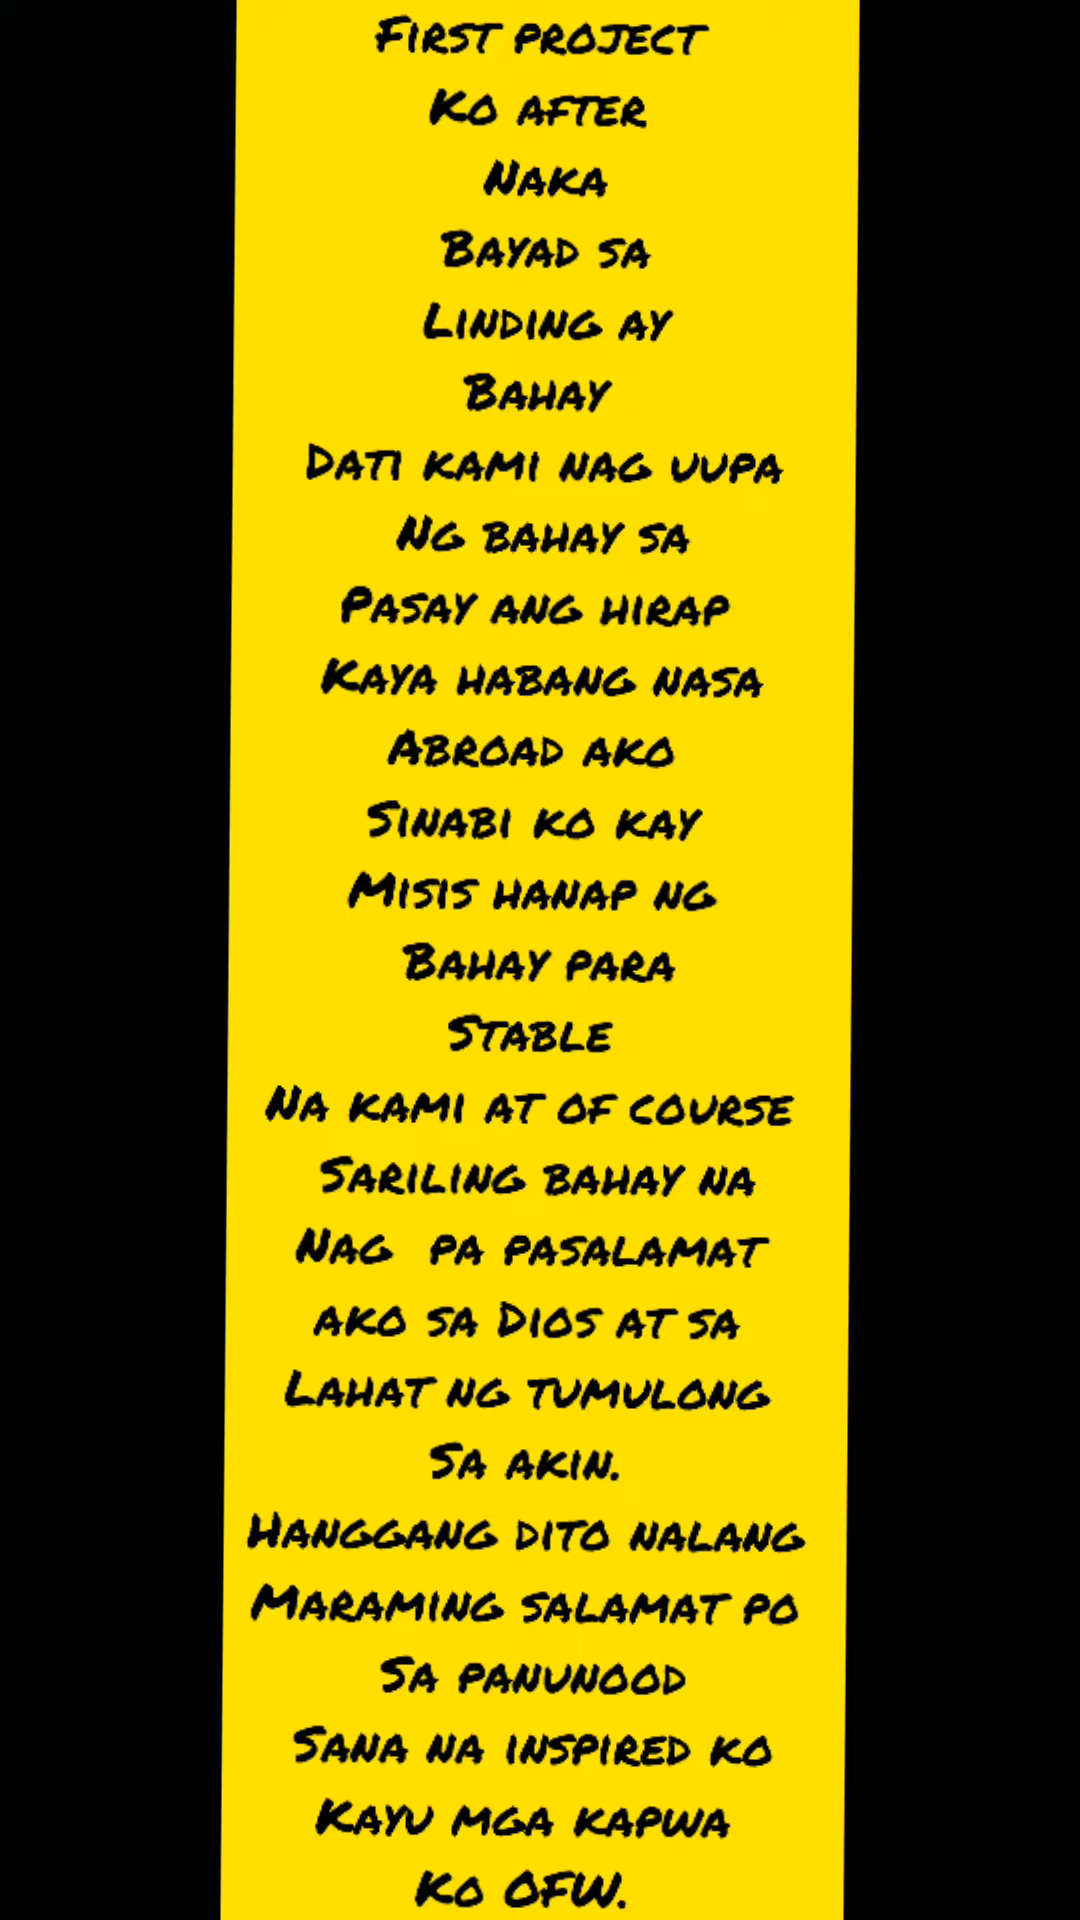 First project
Ko after
Naka
Bayad sa
Linding ay
Bahay
Dati kami nag uupa
Ng bahay sa
Pasay ang hirap
Kaya habang nasa
Abroad ako
Sinabi ko kay
Misis hanap ng
Bahay para
Stable
Na kami at of course
Sariling bahay na
Nag pa pasalamat
ako sa Dios at sa
Lahat ng tumulong
Sa akin.
Hanggang dito nalang
Maraming salamat po
Sa panunood
Sana na inspired ko
Kayu mga kapwa
Ko OFW.